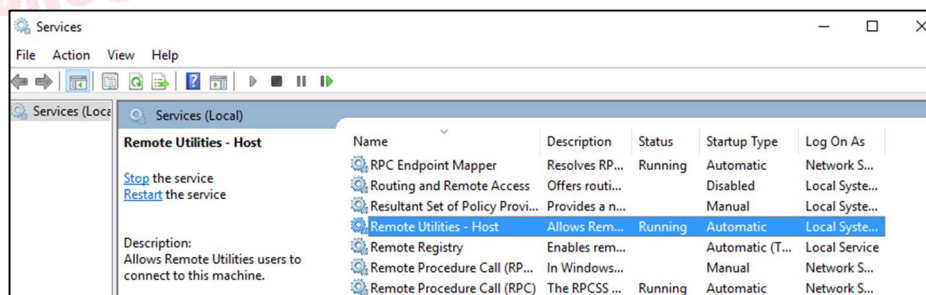 Services
File Action View Help
Services (Loca
Services (Local)
Remote Utilities - Host
Stop the service
Restart the service
Description:
Allows Remote Utilities users to
connect to this machine.
Name Description Status Startup Type Log On As
RPC Endpoint Mapper Resolves RP... Running Automatic Network S...
Routing and Remote Access Offers routi... Disabled Local Syste...
Resultant Set of Policy Provi... Provides a n... Manual Local Syste...
Remote Utilities - Host Allows Rem... Running Automatic Local Syste...
Remote Registry Enables rem... Automatic (T... Local Service
Remote Procedure Call (RP... In Windows... Manual Network S...
Remote Procedure Call (RPC) The RPCSS ... Running Automatic Network S...